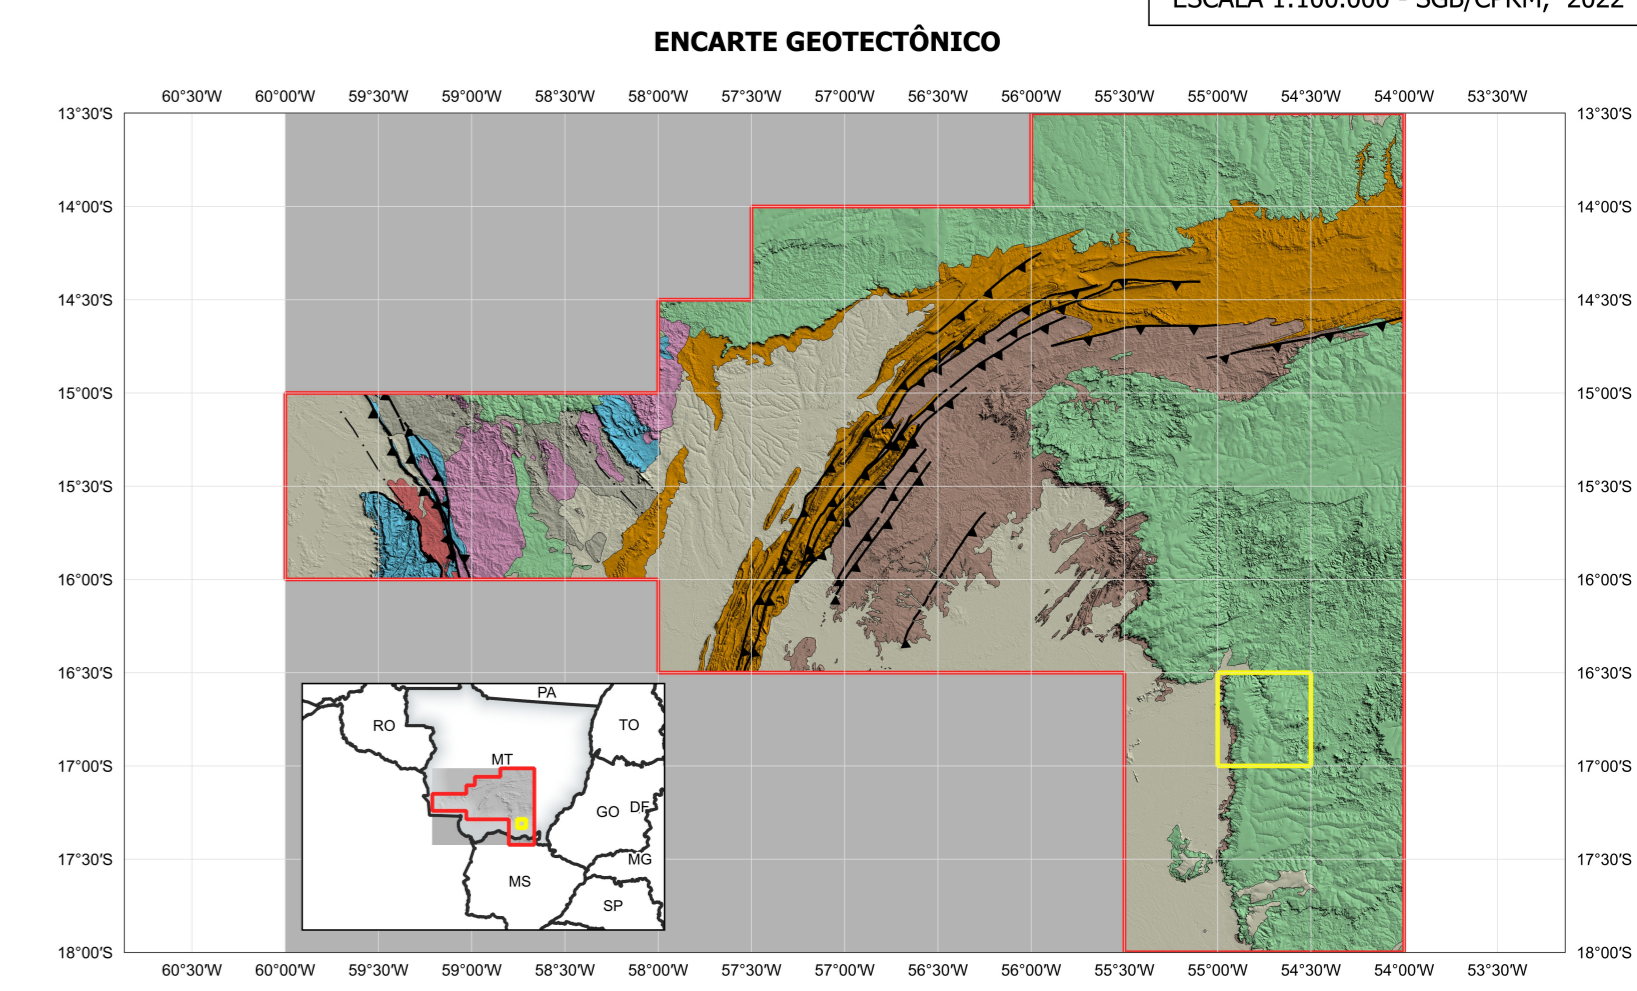 ESCALA 1:100.000 - SGB/CPRM, 2022
ENCARTE GEOTECTÔNICO
60°30'W 60°00'W 59°30'W 59°00'W 58°30'W 58°00'W 57°30'W 57°00'W 56°30'W 56°00'W 55°30'W 55°00'W 54°30'W 54°00'W 53°30'W
13°30'S 13°30'S
14°00'S 14°00'S
14°30'S 14°30'S
15°00'S 15°00'S
15°30'S 15°30'S
16°00'S 16°00'S
16°30'S 16°30'S
PA
RO TO
MT
17°00'S 17°00'S
GO DF
17°30'S MG 17°30'S
MS
SP
18°00'S 18°00'S
60°30'W 60°00'W 59°30'W 59°00'W 58°30'W 58°00'W 57°30'W 57°00'W 56°30'W 56°00'W 55°30'W 55°00'W 54°30'W 54°00'W 53°30'W